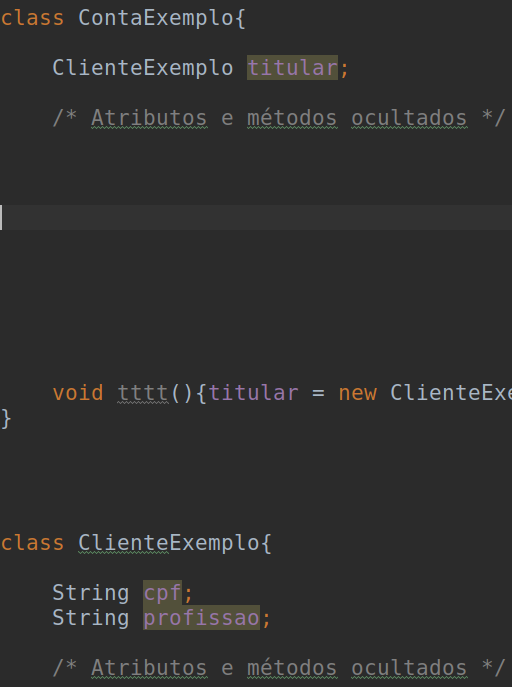 class ContaExemplo{
ClienteExemplo titular;
/* Atributos e métodos ocultados */
void tttt(){titular = new ClienteExe
}
class ClienteExemplo{
String cpf;
String profissao;
/* Atributos e métodos ocultados */